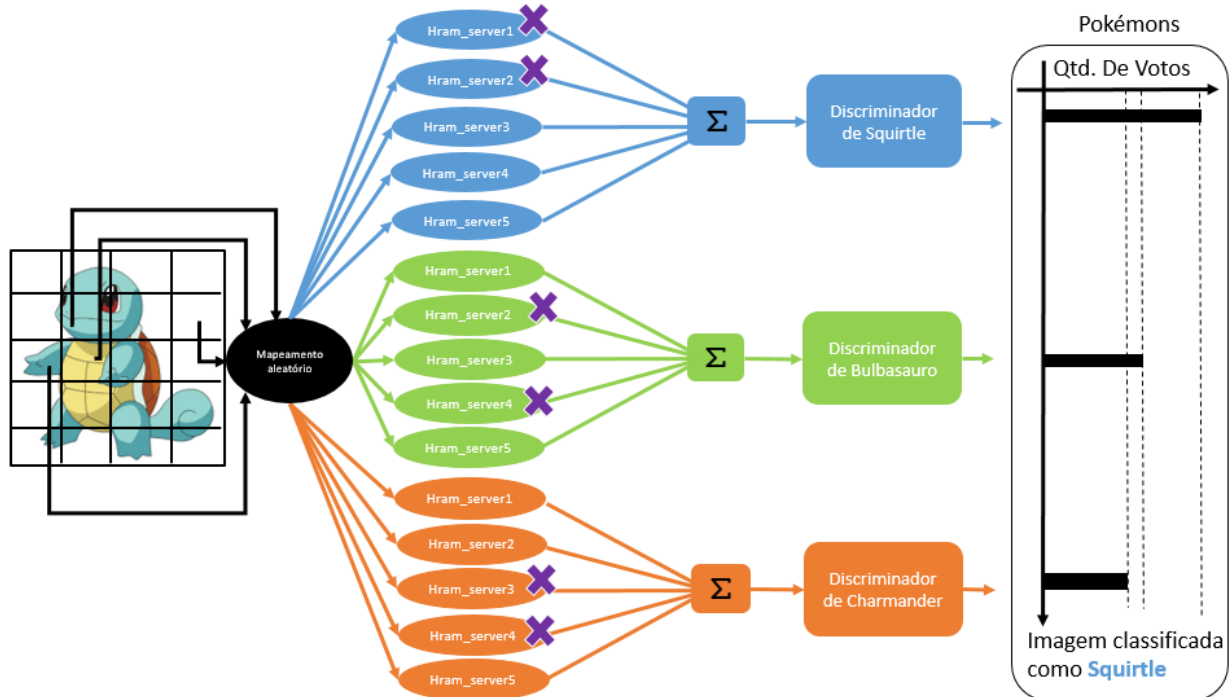 Pokémons
Hram_server1
Hram_server2
Hram_server3
Hram_server4
Hram_server5
Σ
Discriminador
de Squirtle
Qtd. De Votos
Mapeamento
aleatório
Hram_server1
Hram_server2
Hram_server3
Hram_server4
Hram_server5
Σ
Discriminador
de Bulbasauro
Hram_server1
Hram_server2
Hram_server3
Hram_server4
Hram_server5
Σ
Discriminador
de Charmander
Imagem classificada
como Squirtle